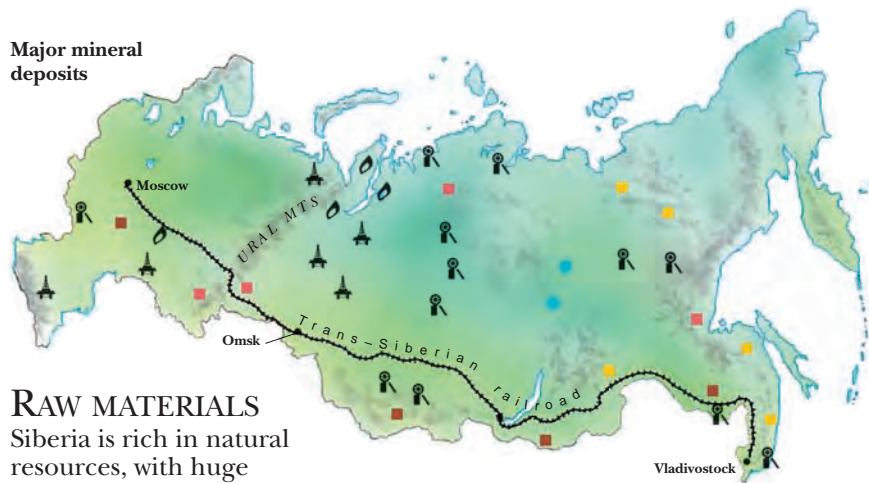 Major mineral
deposits
Moscow
URAL MTS
Omsk
Trans–Siberian railroad
RAW MATERIALS
Siberia is rich in natural
resources, with huge
Vladivostock